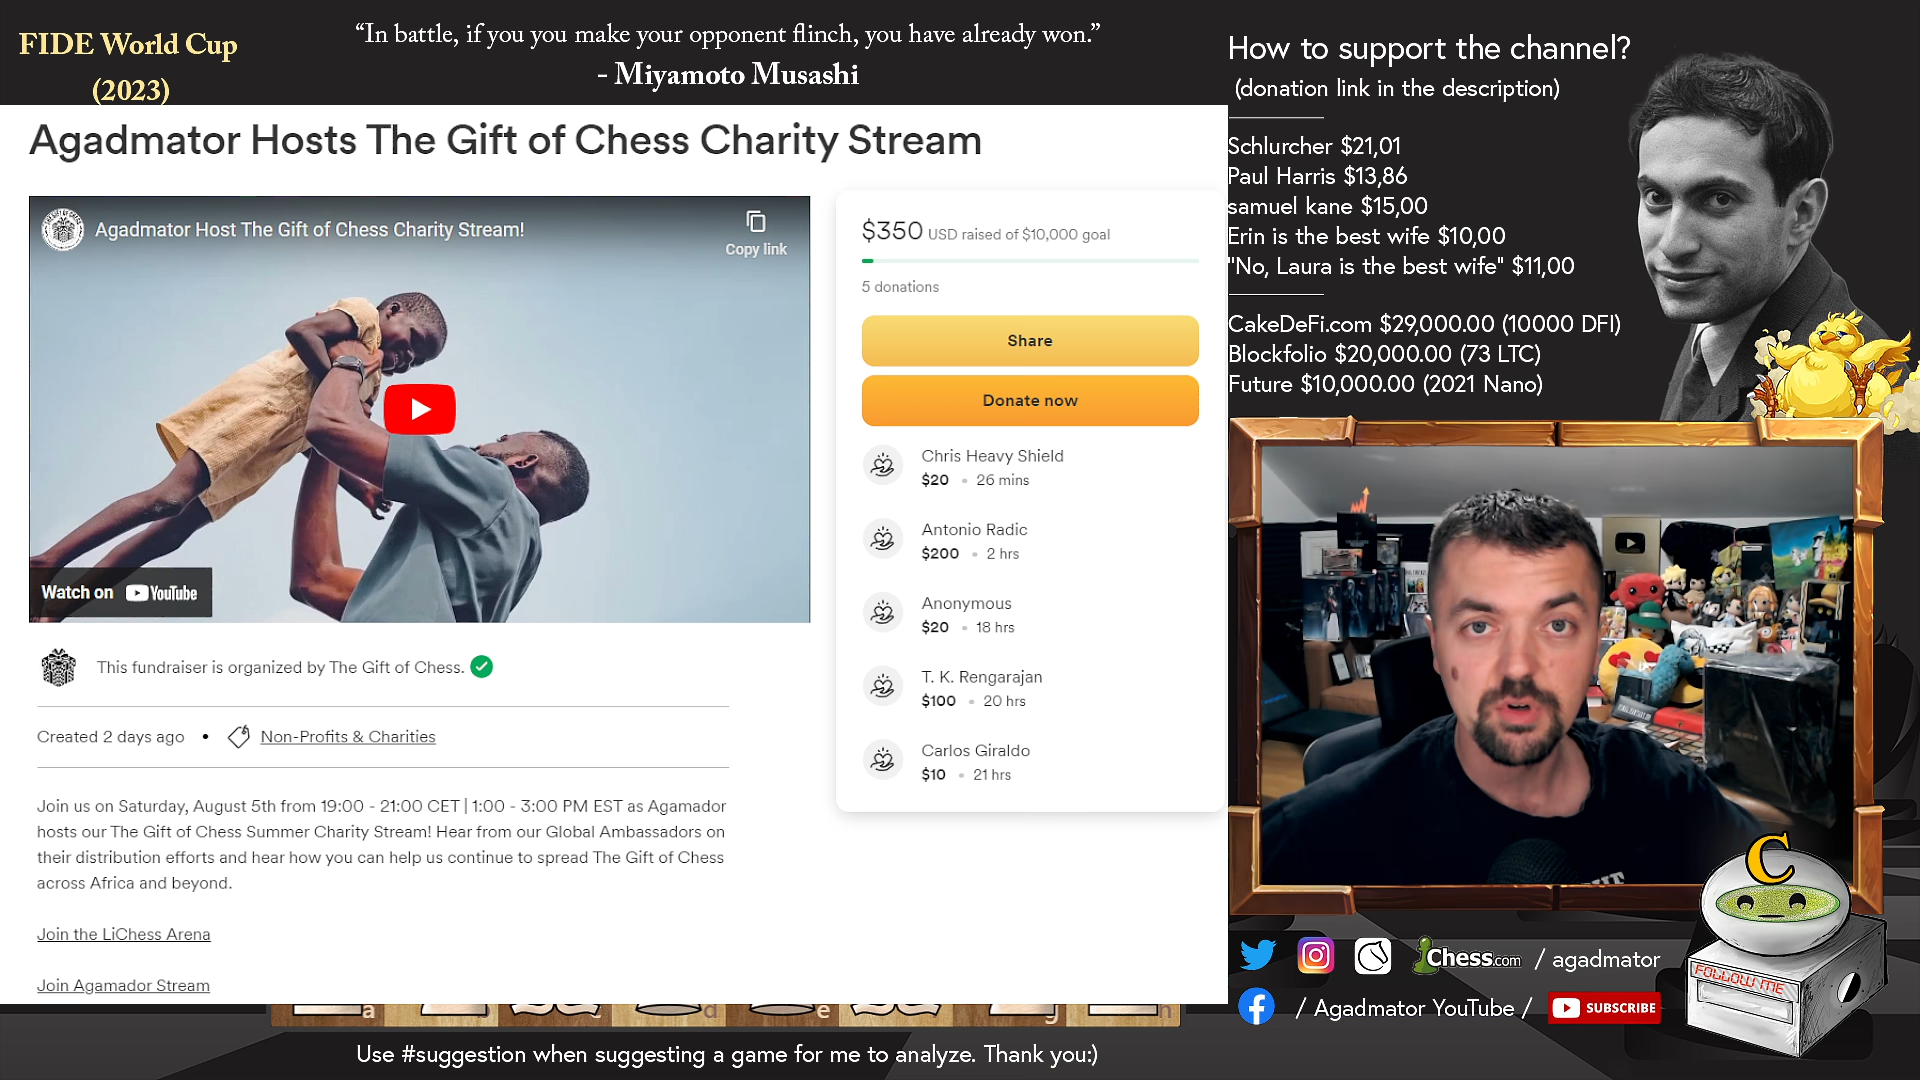 FIDE World Cup
(2023)
“In battle, if you you make your opponent flinch, you have already won.”
- Miyamoto Musashi
Agadmator Hosts The Gift of Chess Charity Stream
Agadmator Host The Gift of Chess Charity Stream!
Copy link
Watch on YouTube
This fundraiser is organized by The Gift of Chess.
Created 2 days ago • Non-Profits & Charities
Join us on Saturday, August 5th from 19:00 - 21:00 CET | 1:00 - 3:00 PM EST as Agamador
hosts our The Gift of Chess Summer Charity Stream! Hear from our Global Ambassadors on
their distribution efforts and hear how you can help us continue to spread The Gift of Chess
across Africa and beyond.
Join the LiChess Arena
Join Agamador Stream
$350 USD raised of $10,000 goal
5 donations
Share
Donate now
Chris Heavy Shield
$20 • 26 mins
Antonio Radic
$200 • 2 hrs
Anonymous
$20 • 18 hrs
T. K. Rengarajan
$100 • 20 hrs
Carlos Giraldo
$10 • 21 hrs
How to support the channel?
(donation link in the description)
Schlurcher $21,01
Paul Harris $13,86
samuel kane $15,00
Erin is the best wife $10,00
"No, Laura is the best wife" $11,00
CakeDeFi.com $29,000.00 (10000 DFI)
Blockfolio $20,000.00 (73 LTC)
Future $10,000.00 (2021 Nano)
C
FOLLOW ME
Chess.com / agadmator
/ Agadmator YouTube / SUBSCRIBE
a d e g h
Use #suggestion when suggesting a game for me to analyze. Thank you:)